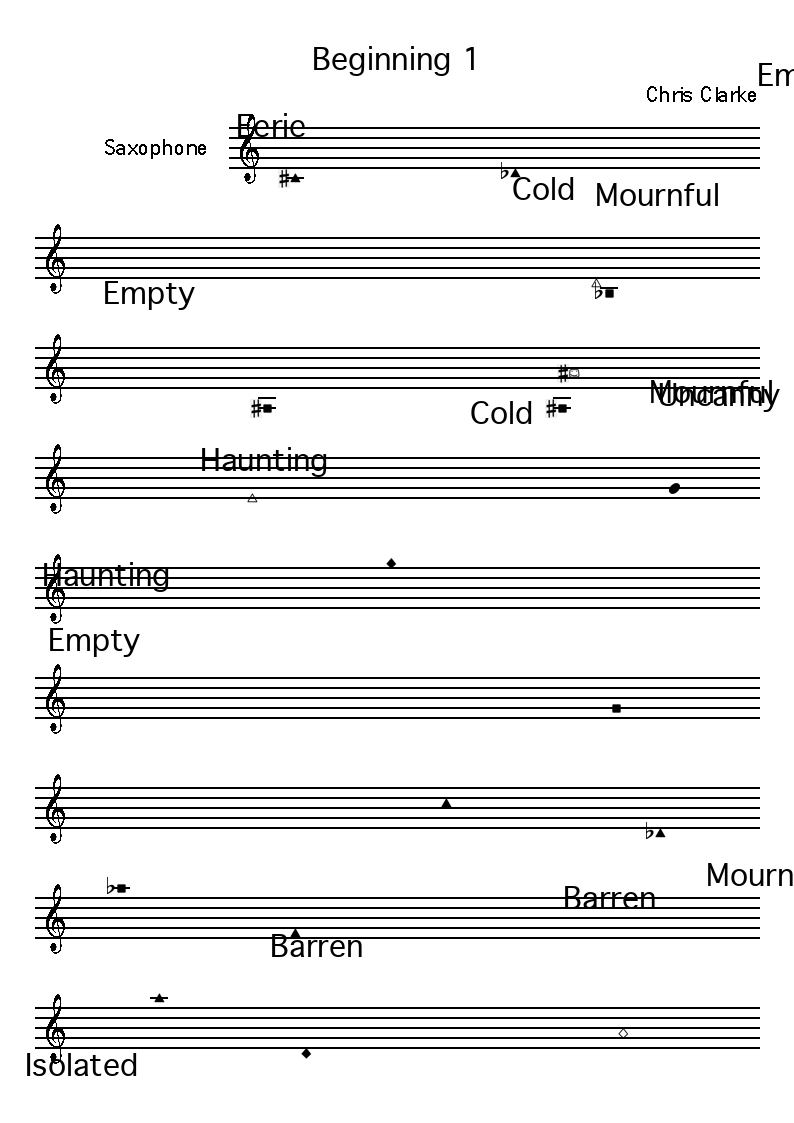 Beginning 1
Em
Chris Clarke
Eerie
Saxophone
Cold Mournful
Empty
Mournful
Uncanny
Cold
Haunting
Haunting
Empty
Mourn
Barren
Barren
Isolated